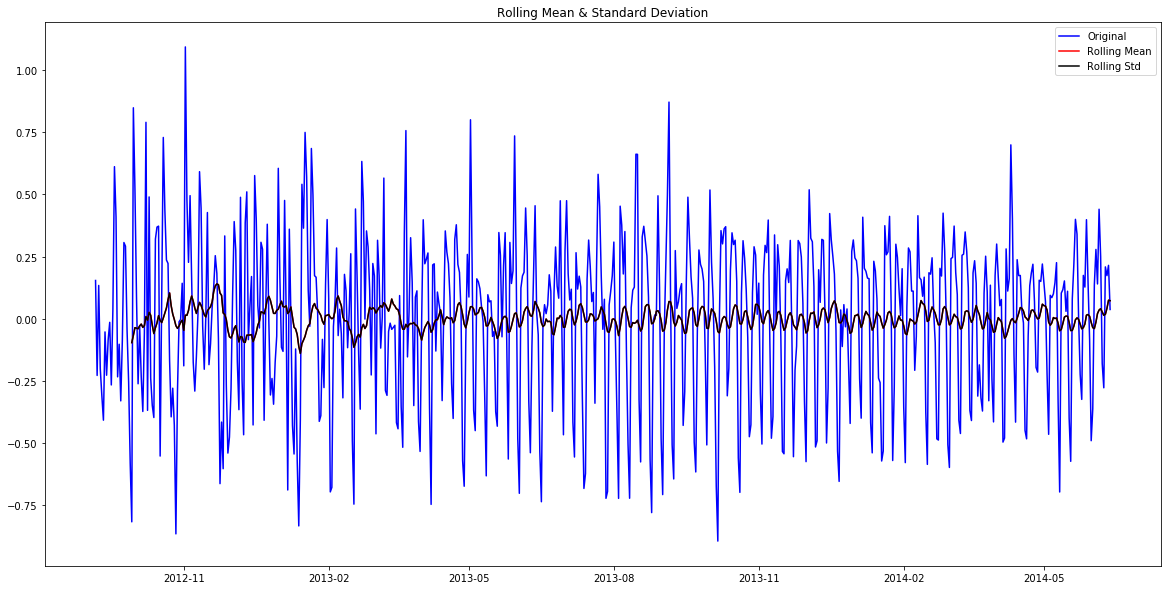 Rolling Mean & Standard Deviation
Original
Rolling Mean
Rolling Std
1.00
0.75
0.50
0.25
0.00
−0.25
−0.50
−0.75
2012-11 2013-02 2013-05 2013-08 2013-11 2014-02 2014-05